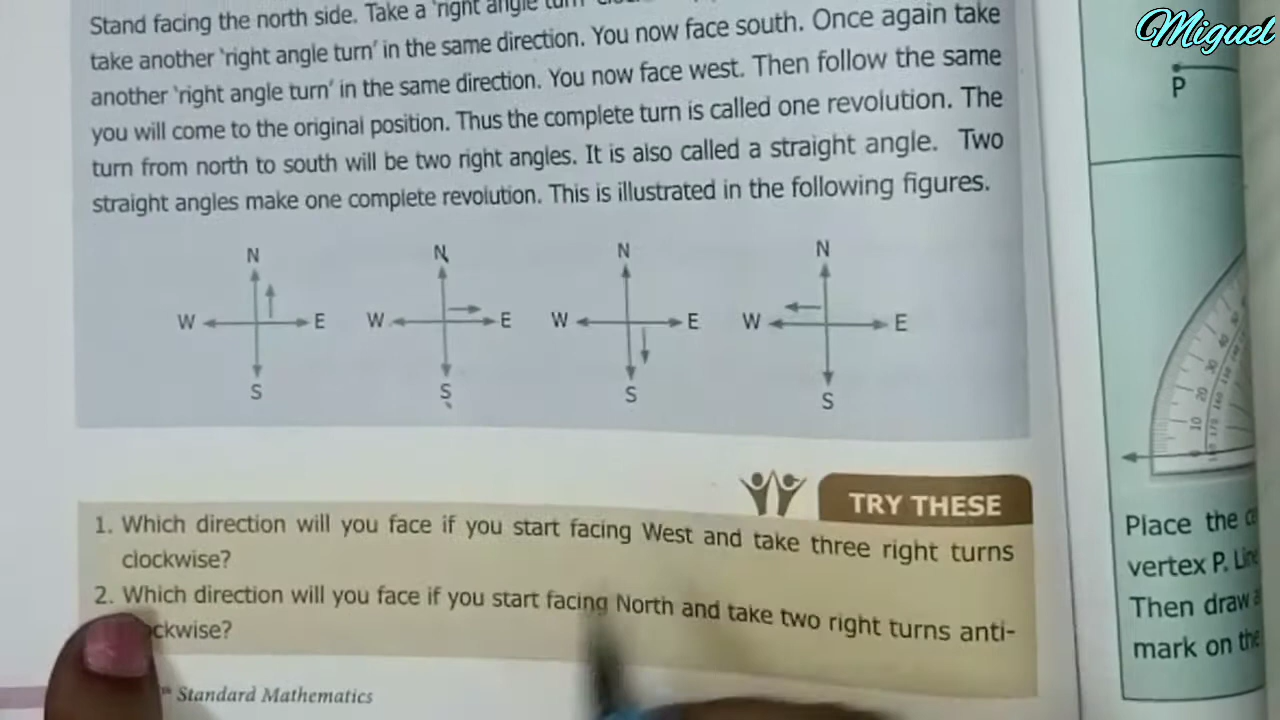 Miguel
Stand facing the north side. Take a 'right angle turn'
take another 'right angle turn' in the same direction. You now face south. Once again take
another 'right angle turn' in the same direction. You now face west. Then follow the same
you will come to the original position. Thus the complete turn is called one revolution. The
turn from north to south will be two right angles. It is also called a straight angle. Two
straight angles make one complete revolution. This is illustrated in the following figures.
N N N N
W E W E W E W E
S S S S
TRY THESE
1. Which direction will you face if you start facing West and take three right turns
clockwise?
2. Which direction will you face if you start facing North and take two right turns anti-
ckwise?
Standard Mathematics
P
10 20 30 40
Place the
vertex P.
Then draw
mark on the